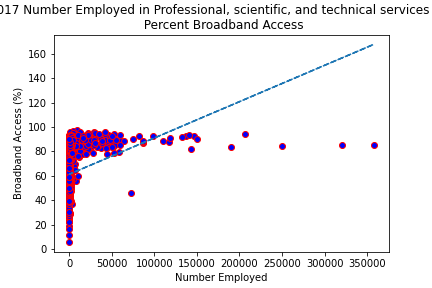 017 Number Employed in Professional, scientific, and technical services
Percent Broadband Access
160
140
120
100
80
60
40
20
0
Broadband Access (%)
0 50000 100000 150000 200000 250000 300000 350000
Number Employed